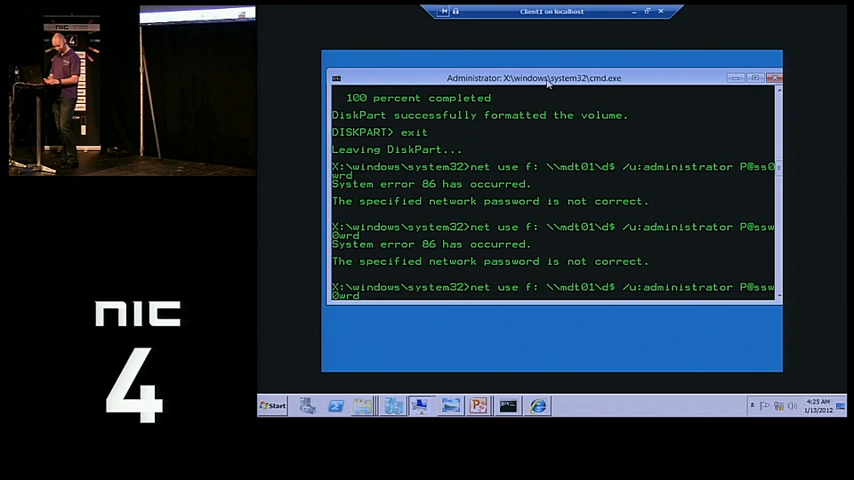 nic
Client1 on localhost
Administrator: X:\windows\system32\cmd.exe
100 percent completed
DiskPart successfully formatted the volume.
DISKPART> exit
Leaving DiskPart...
X:\windows\system32>net use f: \\mdt01\d$ /u:administrator P@ss0
wrd
System error 86 has occurred.
The specified network password is not correct.
X:\windows\system32>net use f: \\mdt01\d$ /u:administrator P@ssw
0wrd
System error 86 has occurred.
The specified network password is not correct.
X:\windows\system32>net use f: \\mdt01\d$ /u:administrator P@ssw
0wrd
nic
4
Start
4:25 AM
1/13/2012